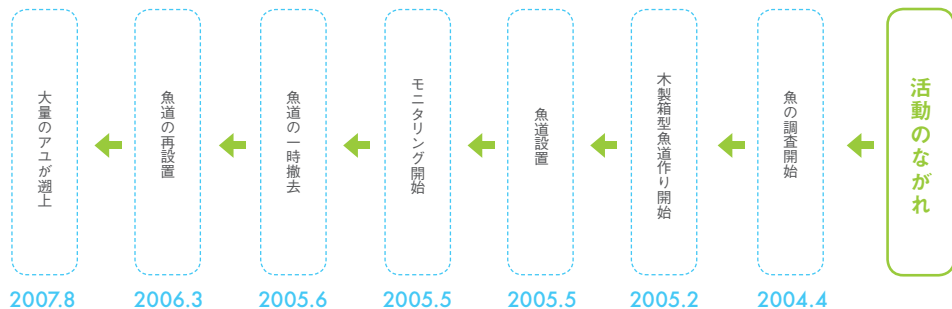 活動のながれ
魚の調査開始
2004.4
木製箱型魚道作り開始
2005.2
魚道設置
2005.5
モニタリング開始
2005.5
魚道の一時撤去
2005.6
魚道の再設置
2006.3
大量のアユが遡上
2007.8